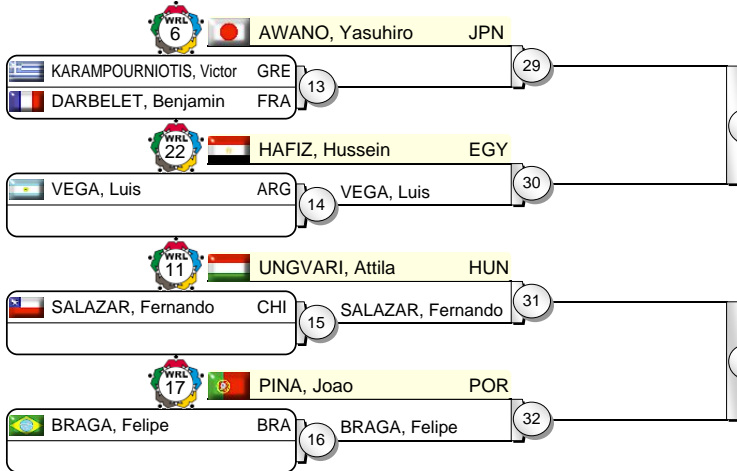 WRL
6
AWANO, Yasuhiro JPN
29
KARAMPOURNIOTIS, Victor GRE
13
DARBELET, Benjamin FRA
WRL
22
HAFIZ, Hussein EGY
30
VEGA, Luis ARG
14
VEGA, Luis
WRL
11
UNGVARI, Attila HUN
31
SALAZAR, Fernando CHI
15
SALAZAR, Fernando
WRL
17
PINA, Joao POR
32
BRAGA, Felipe BRA
16
BRAGA, Felipe